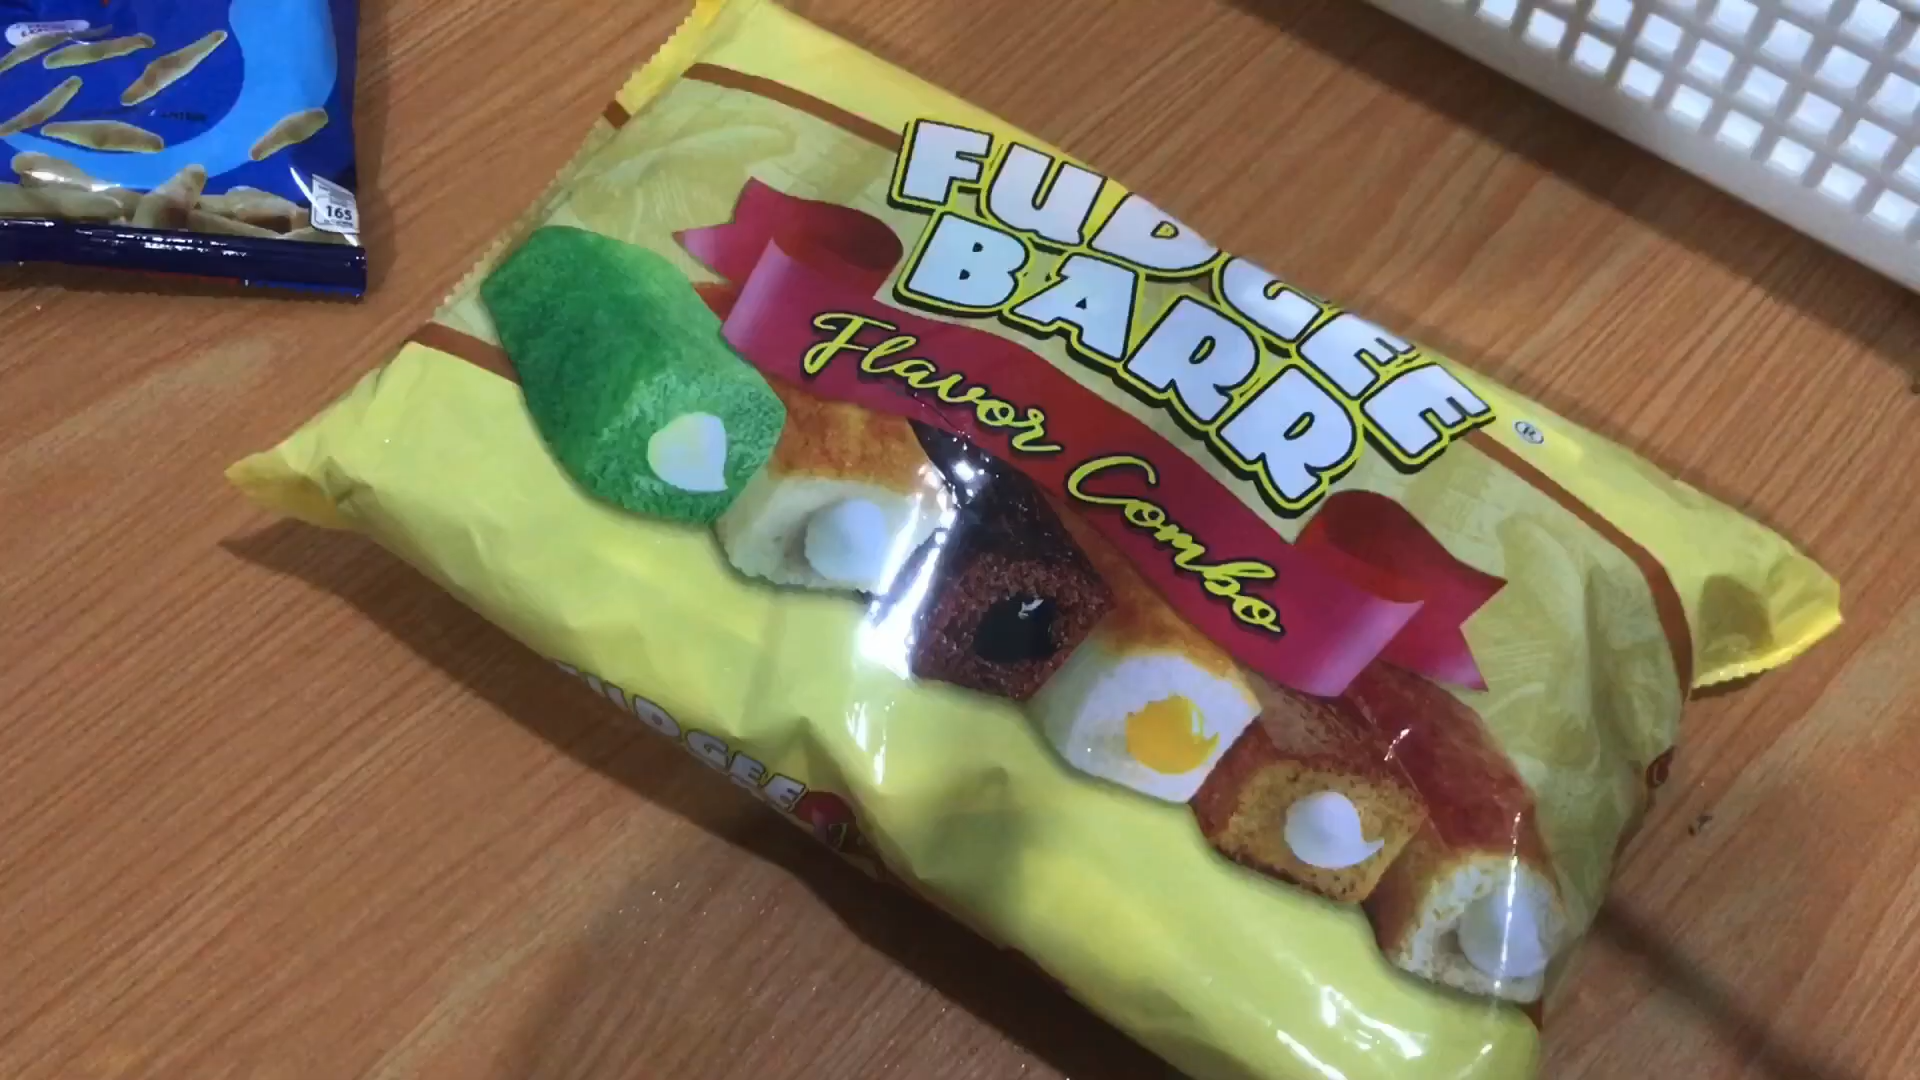 165
FUDGEE
BARR
®
Flavor Combo
FUDGEE